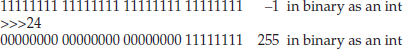 11111111 11111111 11111111 11111111 –1 in binary as an int
>>>24
00000000 00000000 00000000 11111111 255 in binary as an int